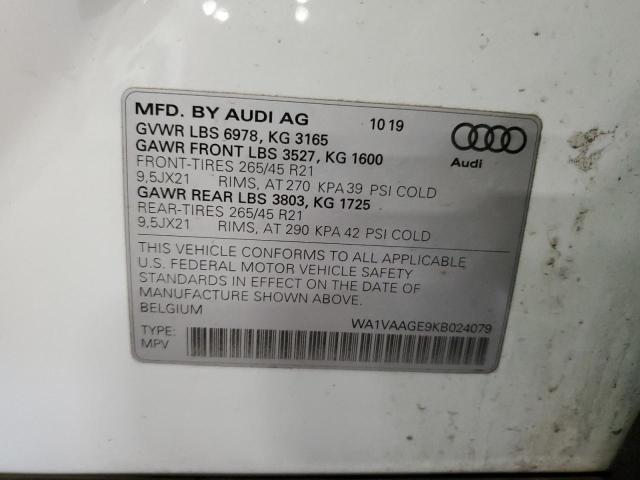 MFD. BY AUDI AG 10 19
GVWR LBS 6978, KG 3165
GAWR FRONT LBS 3527, KG 1600
FRONT-TIRES 265/45 R21
9,5JX21 RIMS, AT 270 KPA 39 PSI COLD
GAWR REAR LBS 3803, KG 1725
REAR-TIRES 265/45 R21
9,5JX21 RIMS, AT 290 KPA 42 PSI COLD
Audi
THIS VEHICLE CONFORMS TO ALL APPLICABLE
U.S. FEDERAL MOTOR VEHICLE SAFETY
STANDARDS IN EFFECT ON THE DATE OF
MANUFACTURE SHOWN ABOVE.
BELGIUM
WA1VAAGE9KB024079
TYPE:
MPV